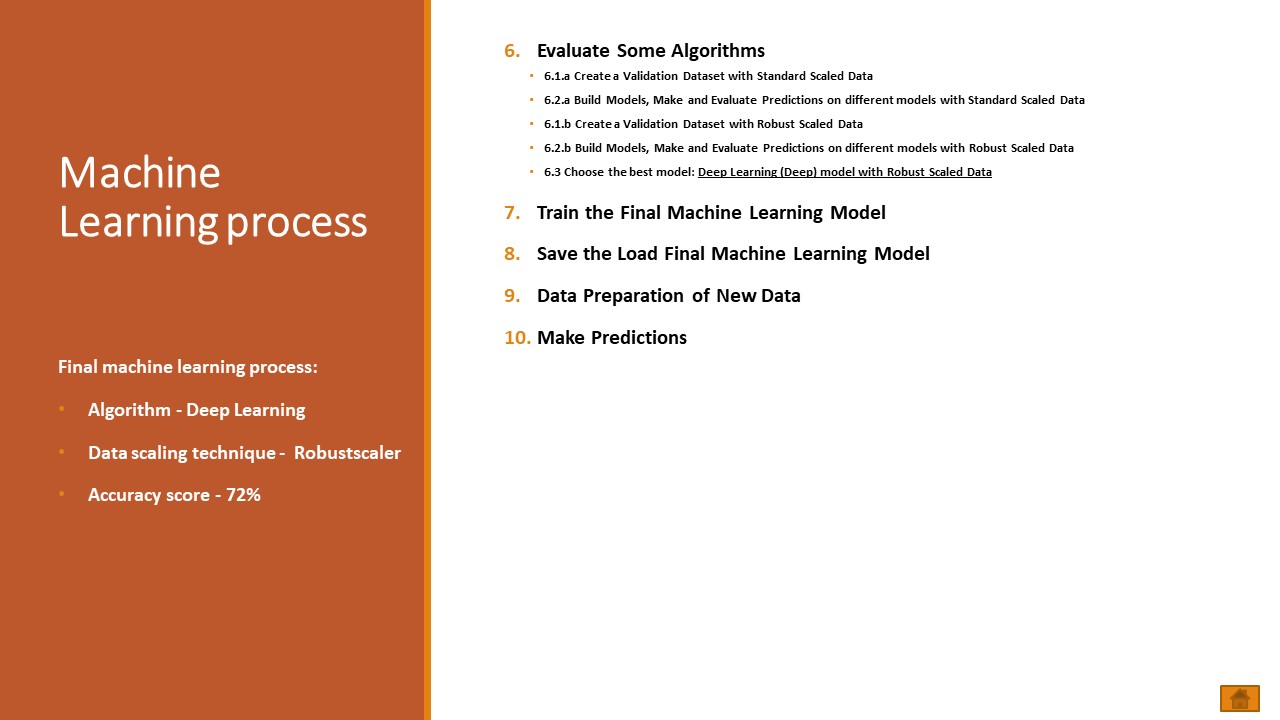 Machine
Learning process
Final machine learning process:
• Algorithm - Deep Learning
• Data scaling technique - Robustscaler
• Accuracy score - 72%
6. Evaluate Some Algorithms
• 6.1.a Create a Validation Dataset with Standard Scaled Data
• 6.2.a Build Models, Make and Evaluate Predictions on different models with Standard Scaled Data
• 6.1.b Create a Validation Dataset with Robust Scaled Data
• 6.2.b Build Models, Make and Evaluate Predictions on different models with Robust Scaled Data
• 6.3 Choose the best model: Deep Learning (Deep) model with Robust Scaled Data
7. Train the Final Machine Learning Model
8. Save the Load Final Machine Learning Model
9. Data Preparation of New Data
10. Make Predictions